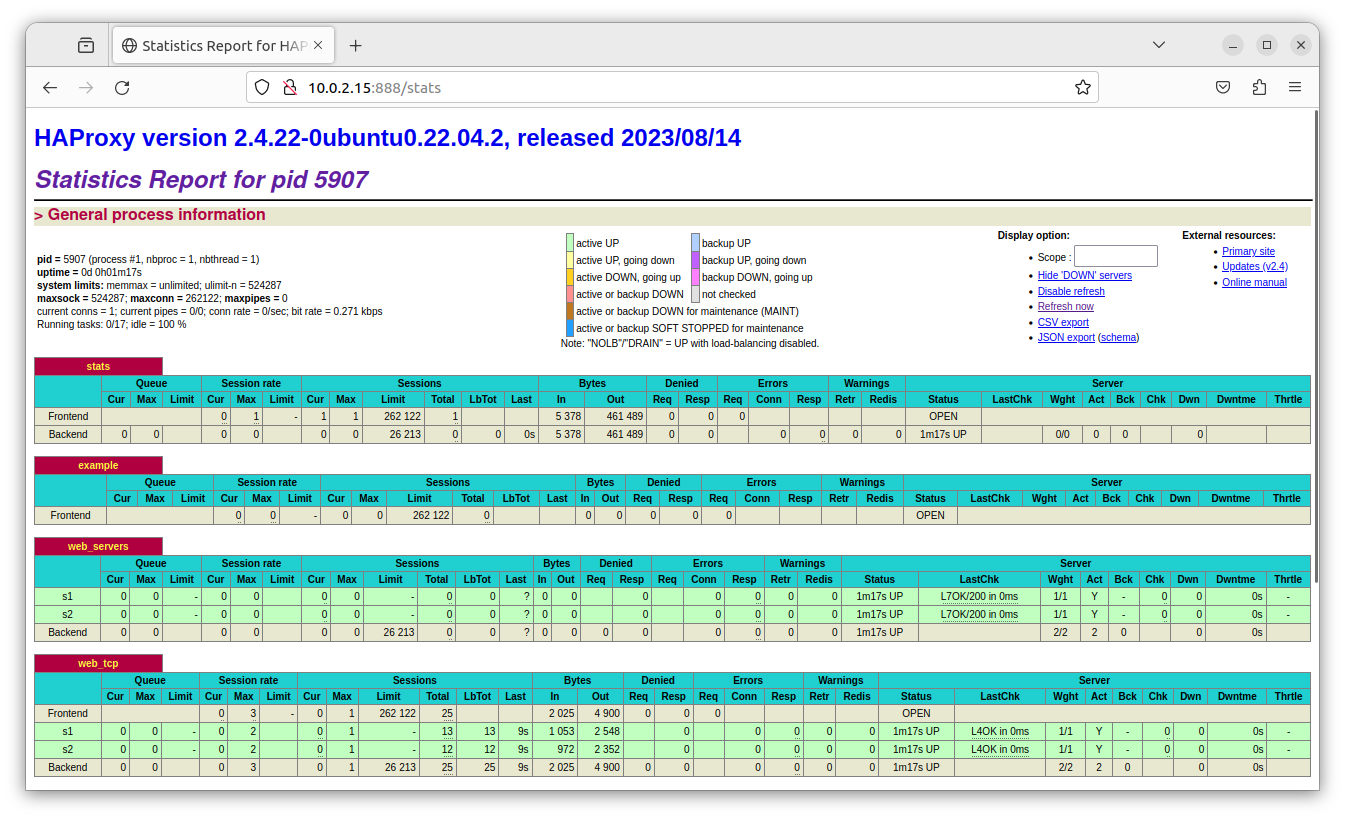 Statistics Report for HAP
10.0.2.15:888/stats
HAProxy version 2.4.22-0ubuntu0.22.04.2, released 2023/08/14
Statistics Report for pid 5907
> General process information
pid = 5907 (process #1, nbproc = 1, nbthread = 1)
uptime = 0d 0h01m17s
system limits: memmax = unlimited; ulimit-n = 524287
maxsock = 524287; maxconn = 262122; maxpipes = 0
current conns = 1; current pipes = 0/0; conn rate = 0/sec; bit rate = 0.271 kbps
Running tasks: 0/17; idle = 100 %
active UP backup UP
active UP, going down backup UP, going down
active DOWN, going up backup DOWN, going up
active or backup DOWN not checked
active or backup DOWN for maintenance (MAINT)
active or backup SOFT STOPPED for maintenance
Note: "NOLB"/"DRAIN" = UP with load-balancing disabled.
Display option:
• Scope :
• Hide 'DOWN' servers
• Disable refresh
• Refresh now
• CSV export
• JSON export (schema)
External resources:
• Primary site
• Updates (v2.4)
• Online manual
stats
Queue Session rate Sessions Bytes Denied Errors Warnings Server
Cur Max Limit Cur Max Limit Cur Max Limit Total LbTot Last In Out Req Resp Req Conn Resp Retr Redis Status LastChk Wght Act Bck Chk Dwn Dwntme Thrtle
Frontend 0 1 - 1 1 262 122 1 5 378 461 489 0 0 0 OPEN
Backend 0 0 0 0 0 0 26 213 0 0 0s 5 378 461 489 0 0 0 0 0 0 1m17s UP 0/0 0 0 0
example
Queue Session rate Sessions Bytes Denied Errors Warnings Server
Cur Max Limit Cur Max Limit Cur Max Limit Total LbTot Last In Out Req Resp Req Conn Resp Retr Redis Status LastChk Wght Act Bck Chk Dwn Dwntme Thrtle
Frontend 0 0 - 0 0 262 122 0 0 0 0 0 0 OPEN
web_servers
Queue Session rate Sessions Bytes Denied Errors Warnings Server
Cur Max Limit Cur Max Limit Cur Max Limit Total LbTot Last In Out Req Resp Req Conn Resp Retr Redis Status LastChk Wght Act Bck Chk Dwn Dwntme Thrtle
s1 0 0 - 0 0 0 0 - 0 0 ? 0 0 0 0 0 0 0 1m17s UP L7OK/200 in 0ms 1/1 Y - 0 0 0s -
s2 0 0 - 0 0 0 0 - 0 0 ? 0 0 0 0 0 0 0 1m17s UP L7OK/200 in 0ms 1/1 Y - 0 0 0s -
Backend 0 0 0 0 0 0 26 213 0 0 ? 0 0 0 0 0 0 0 0 1m17s UP 2/2 2 0 0 0s
web_tcp
Queue Session rate Sessions Bytes Denied Errors Warnings Server
Cur Max Limit Cur Max Limit Cur Max Limit Total LbTot Last In Out Req Resp Req Conn Resp Retr Redis Status LastChk Wght Act Bck Chk Dwn Dwntme Thrtle
Frontend 0 3 - 0 1 262 122 25 2 025 4 900 0 0 0 OPEN
s1 0 0 - 0 2 0 1 - 13 13 9s 1 053 2 548 0 0 0 0 0 1m17s UP L4OK in 0ms 1/1 Y - 0 0 0s -
s2 0 0 - 0 2 0 1 - 12 12 9s 972 2 352 0 0 0 0 0 1m17s UP L4OK in 0ms 1/1 Y - 0 0 0s -
Backend 0 0 0 3 0 1 26 213 25 25 9s 2 025 4 900 0 0 0 0 0 0 1m17s UP 2/2 2 0 0 0s